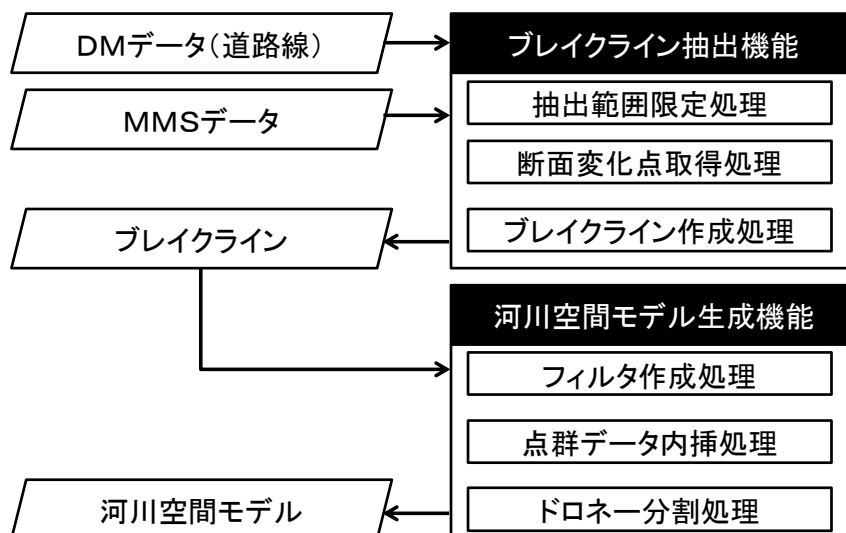 DMデータ(道路線)
MMSデータ
ブレイクライン
河川空間モデル
ブレイクライン抽出機能
抽出範囲限定処理
断面変化点取得処理
ブレイクライン作成処理
河川空間モデル生成機能
フィルタ作成処理
点群データ内挿処理
ドロネー分割処理